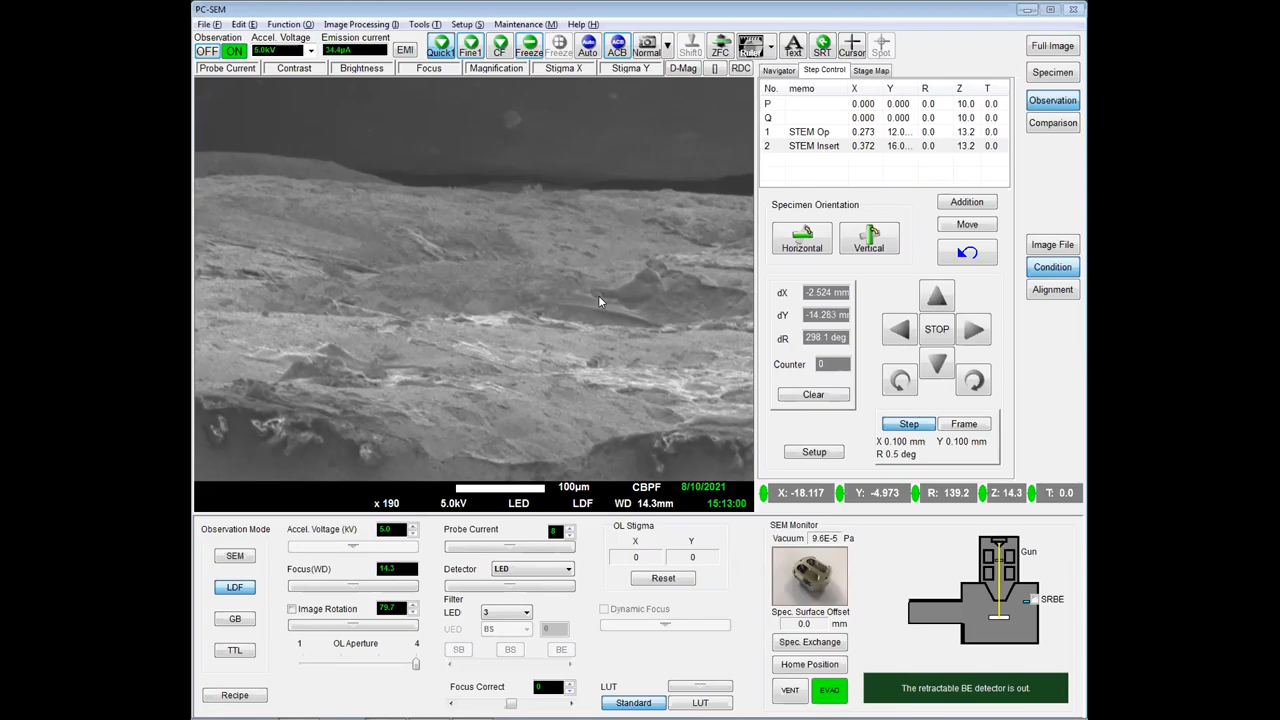 PC-SEM
File (F) Edit (E) Function (O) Image Processing (I) Tools (T) Setup (S) Maintenance (M) Help (H)
Observation Accel. Voltage Emission current
OFF ON 5.0kV 34.4µA EMI Quick1 Fine1 CF Freeze Freeze Auto ACB Normal Shift0 ZFC Ruler Text SRT Cursor Spot
Full Image
Probe Current Contrast Brightness Focus Magnification Stigma X Stigma Y D-Mag [] RDC
Navigator Step Control Stage Map
Specimen
Observation
Comparison
No. memo X Y R Z T
P 0.000 0.000 0.0 10.0 0.0
Q 0.000 0.000 0.0 10.0 0.0
1 STEM Op 0.273 12.0... 0.0 13.2 0.0
2 STEM Insert 0.372 16.0... 0.0 13.2 0.0
Specimen Orientation
Horizontal Vertical
Addition
Move
Image File
Condition
Alignment
dX -2.524 mm
dY -14.283 mm
dR 298.1 deg
Counter 0
Clear
STOP
Setup
Step Frame
X 0.100 mm Y 0.100 mm
R 0.5 deg
100µm CBPF 8/10/2021
x 190 5.0kV LED LDF WD 14.3mm 15:13:00
X: -18.117 Y: -4.973 R: 139.2 Z: 14.3 T: 0.0
Observation Mode
SEM
LDF
GB
TTL
Recipe
Accel. Voltage (kV) 5.0
Focus(WD) 14.3
Image Rotation 79.7
OL Aperture
1 4
Probe Current 8
Detector LED
Filter
LED 3
UED BS 0
SB BS BE
Focus Correct 0
OL Stigma
X Y
0 0
Reset
Dynamic Focus
LUT
Standard LUT
SEM Monitor
Vacuum 9.6E-5 Pa
Spec. Surface Offset
0.0 mm
Spec. Exchange
Home Position
VENT EVAC
Gun
SRBE
The retractable BE detector is out.